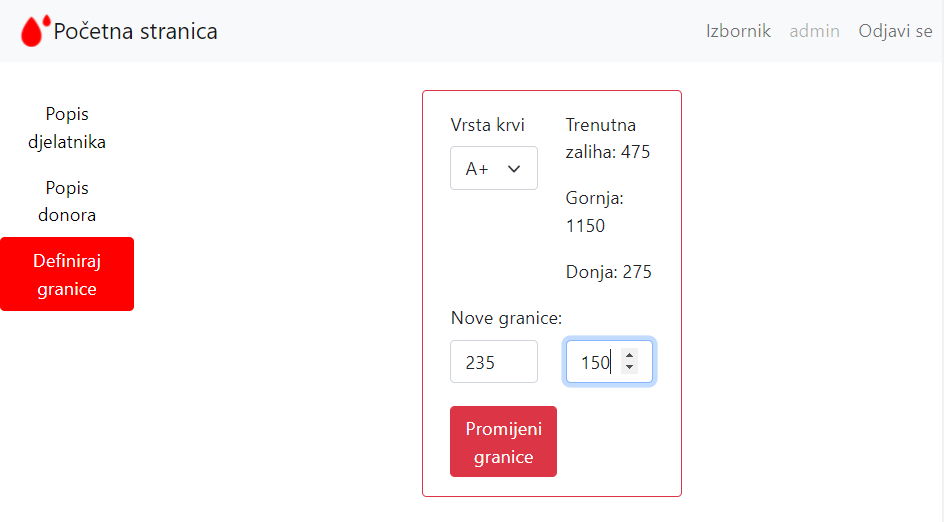 Početna stranica
Izbornik
admin
Odjavi se
Popis
djelatnika
Popis
donora
Definiraj
granice
Vrsta krvi
A+
Trenutna
zaliha: 475
Gornja:
1150
Donja: 275
Nove granice:
235
150
Promijeni
granice